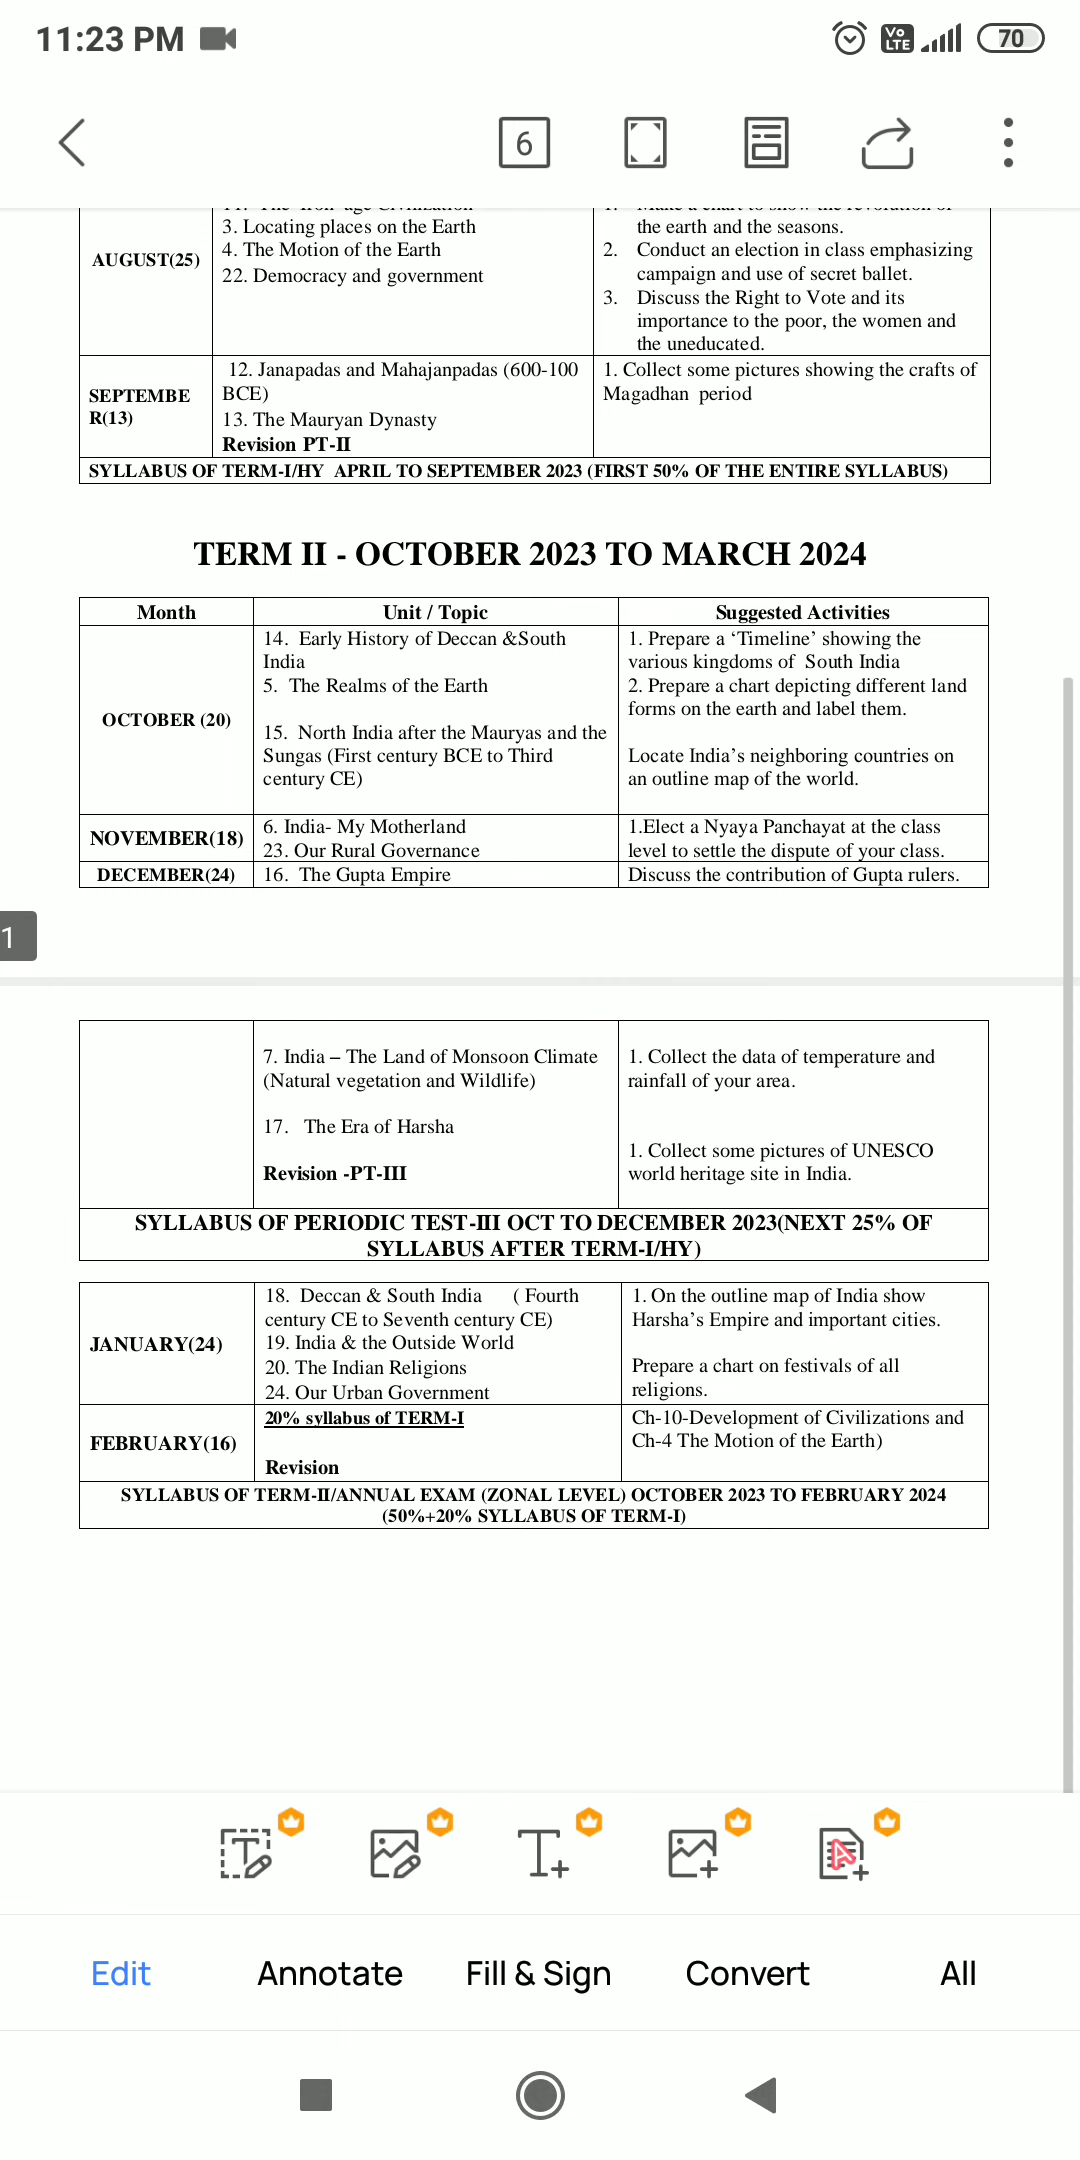 11:23 PM
Vo LTE
70
6
3. Locating places on the Earth
4. The Motion of the Earth
22. Democracy and government
AUGUST(25)
the earth and the seasons.
2. Conduct an election in class emphasizing
campaign and use of secret ballet.
3. Discuss the Right to Vote and its
importance to the poor, the women and
the uneducated.
SEPTEMBE
R(13)
12. Janapadas and Mahajanpadas (600-100
BCE)
13. The Mauryan Dynasty
Revision PT-II
1. Collect some pictures showing the crafts of
Magadhan period
SYLLABUS OF TERM-I/HY APRIL TO SEPTEMBER 2023 (FIRST 50% OF THE ENTIRE SYLLABUS)
TERM II - OCTOBER 2023 TO MARCH 2024
Month Unit / Topic Suggested Activities
OCTOBER (20)
14. Early History of Deccan &South
India
5. The Realms of the Earth
15. North India after the Mauryas and the
Sungas (First century BCE to Third
century CE)
1. Prepare a ‘Timeline’ showing the
various kingdoms of South India
2. Prepare a chart depicting different land
forms on the earth and label them.
Locate India’s neighboring countries on
an outline map of the world.
NOVEMBER(18)
6. India- My Motherland
23. Our Rural Governance
1.Elect a Nyaya Panchayat at the class
level to settle the dispute of your class.
DECEMBER(24)
16. The Gupta Empire
Discuss the contribution of Gupta rulers.
1
7. India – The Land of Monsoon Climate
(Natural vegetation and Wildlife)
17. The Era of Harsha
Revision -PT-III
1. Collect the data of temperature and
rainfall of your area.
1. Collect some pictures of UNESCO
world heritage site in India.
SYLLABUS OF PERIODIC TEST-III OCT TO DECEMBER 2023(NEXT 25% OF
SYLLABUS AFTER TERM-I/HY)
JANUARY(24)
18. Deccan & South India ( Fourth
century CE to Seventh century CE)
19. India & the Outside World
20. The Indian Religions
24. Our Urban Government
1. On the outline map of India show
Harsha’s Empire and important cities.
Prepare a chart on festivals of all
religions.
FEBRUARY(16)
20% syllabus of TERM-I
Revision
Ch-10-Development of Civilizations and
Ch-4 The Motion of the Earth)
SYLLABUS OF TERM-II/ANNUAL EXAM (ZONAL LEVEL) OCTOBER 2023 TO FEBRUARY 2024
(50%+20% SYLLABUS OF TERM-I)
Edit Annotate Fill & Sign Convert All